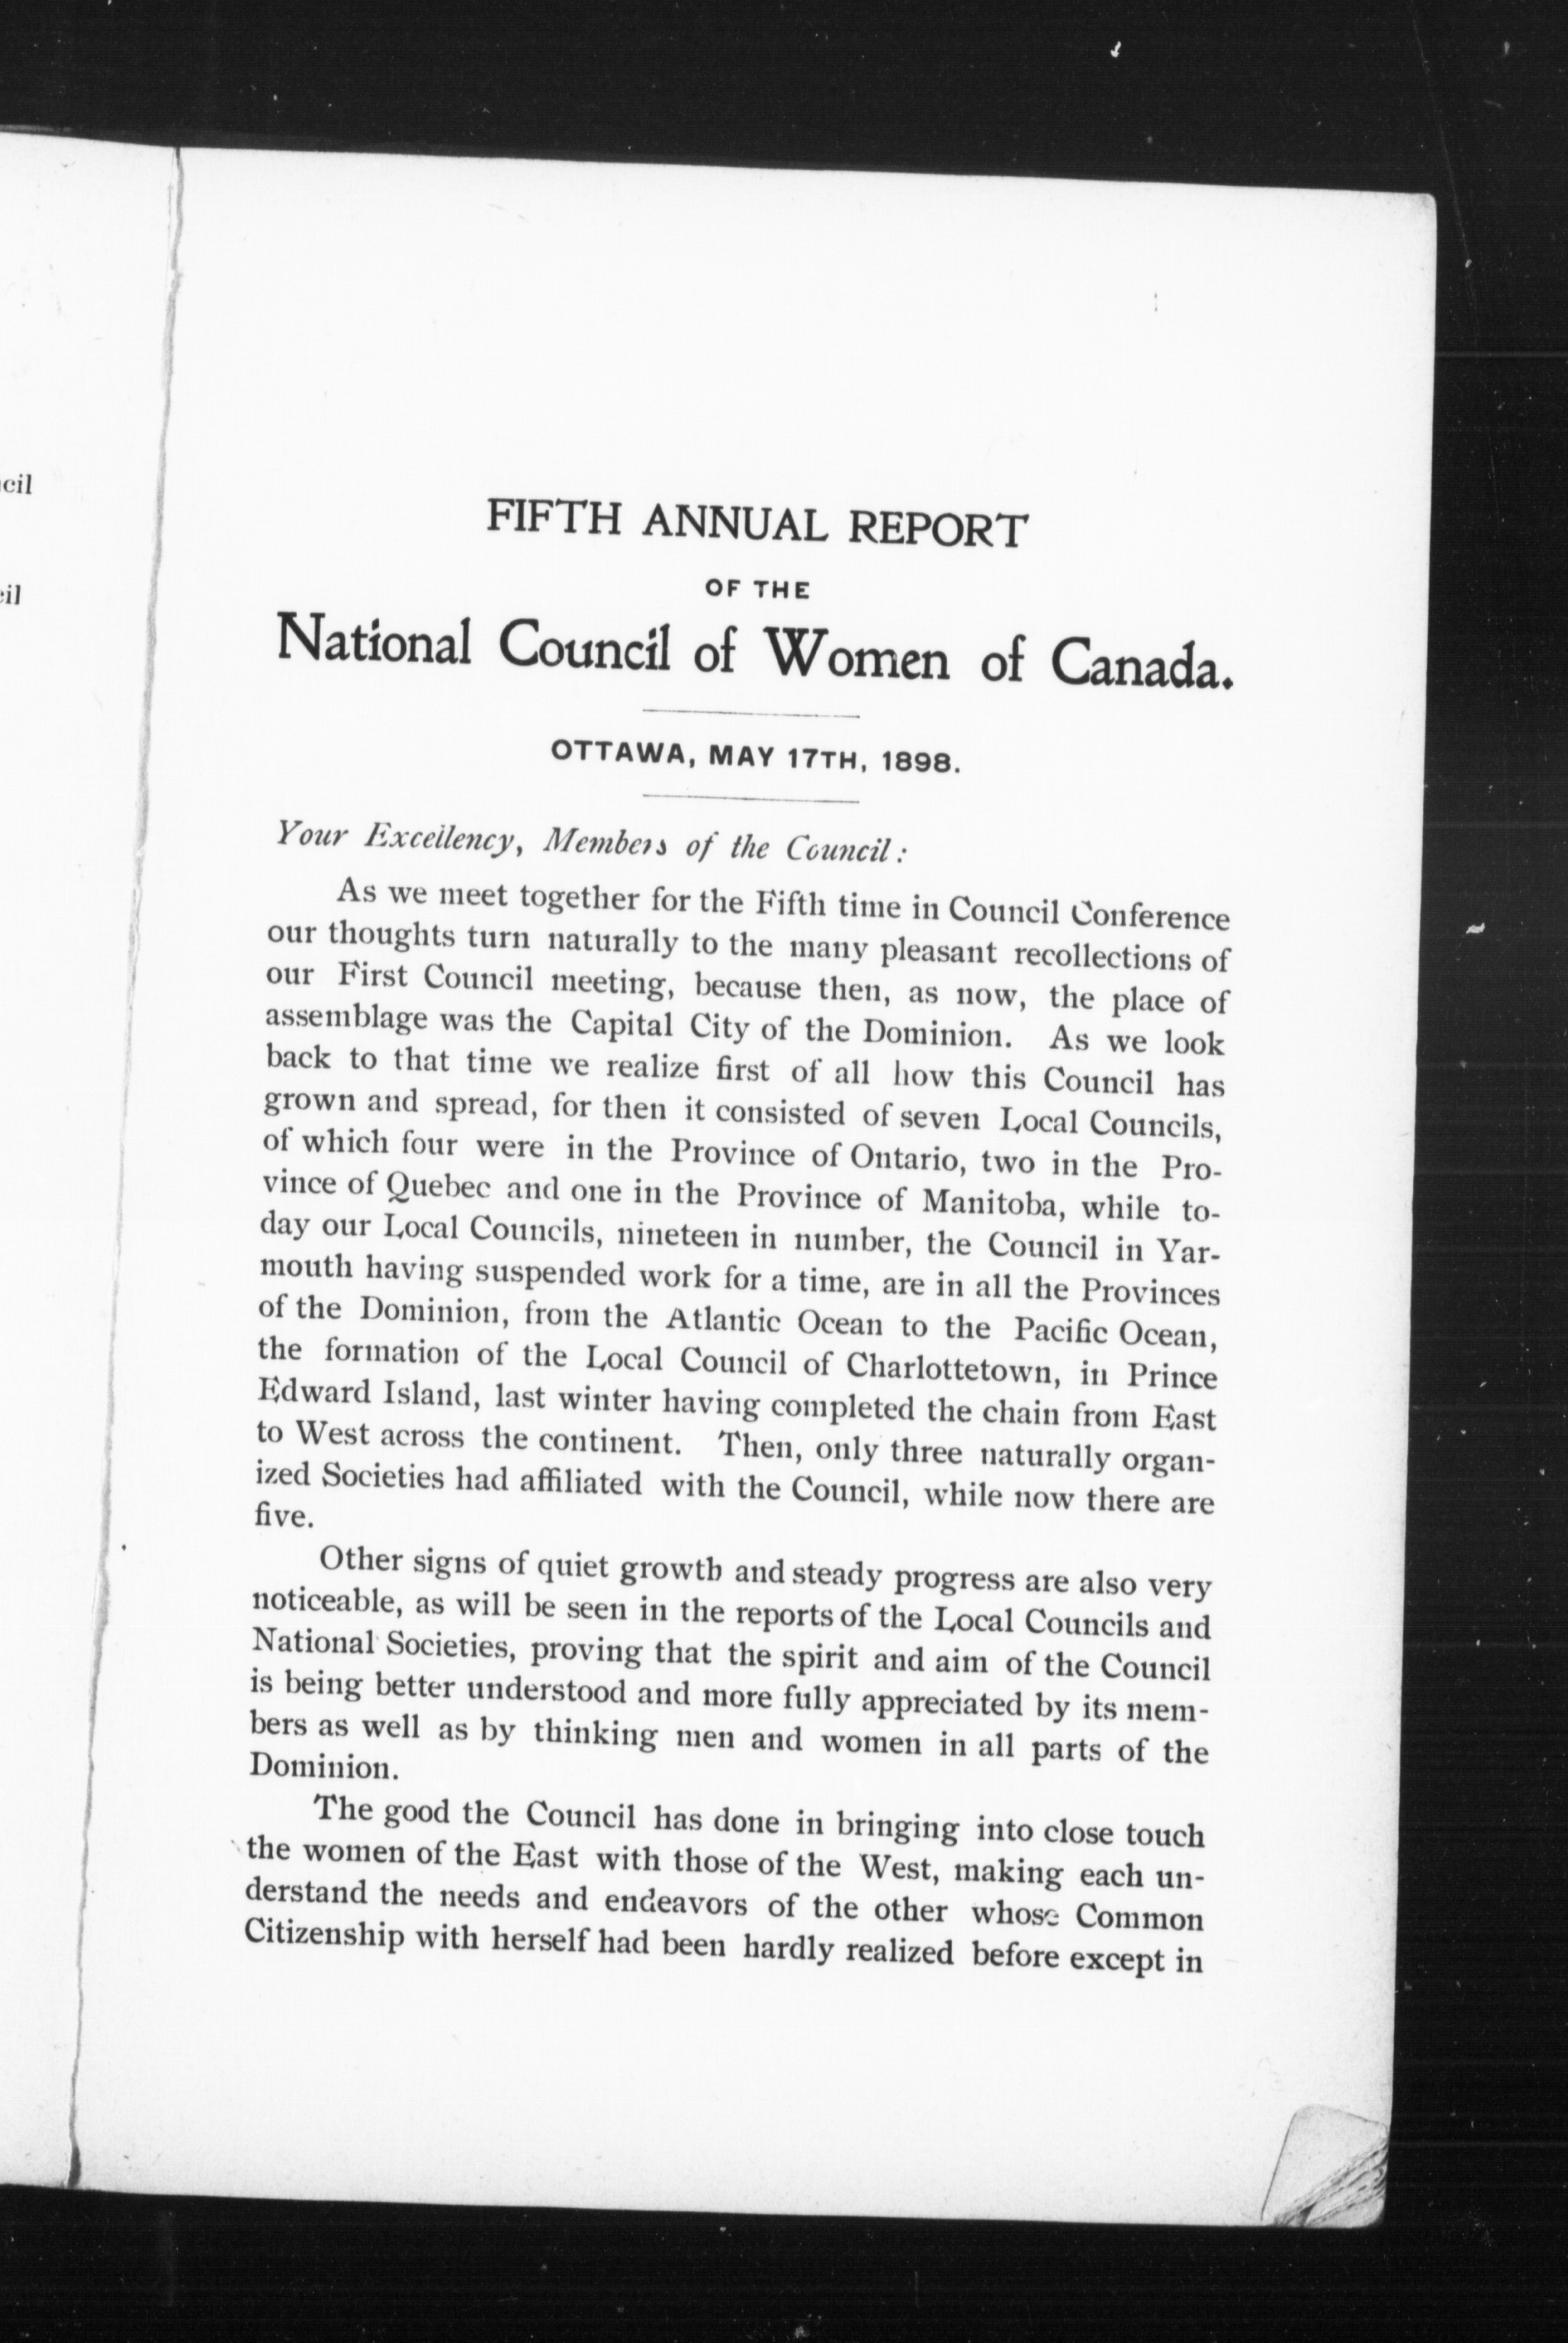 cil
cil
FIFTH ANNUAL REPORT
OF THE
National Council of Women of Canada.
OTTAWA, MAY 17TH, 1898.
Your Excellency, Members of the Council:
As we meet together for the Fifth time in Council Conference
our thoughts turn naturally to the many pleasant recollections of
our First Council meeting, because then, as now, the place of
assemblage was the Capital City of the Dominion. As we look
back to that time we realize first of all how this Council has
grown and spread, for then it consisted of seven Local Councils,
of which four were in the Province of Ontario, two in the Pro-
vince of Quebec and one in the Province of Manitoba, while to-
day our Local Councils, nineteen in number, the Council in Yar-
mouth having suspended work for a time, are in all the Provinces
of the Dominion, from the Atlantic Ocean to the Pacific Ocean,
the formation of the Local Council of Charlottetown, in Prince
Edward Island, last winter having completed the chain from East
to West across the continent. Then, only three naturally organ-
ized Societies had affiliated with the Council, while now there are
five.
Other signs of quiet growth and steady progress are also very
noticeable, as will be seen in the reports of the Local Councils and
National Societies, proving that the spirit and aim of the Council
is being better understood and more fully appreciated by its mem-
bers as well as by thinking men and women in all parts of the
Dominion.
The good the Council has done in bringing into close touch
the women of the East with those of the West, making each un-
derstand the needs and endeavors of the other whose Common
Citizenship with herself had been hardly realized before except in